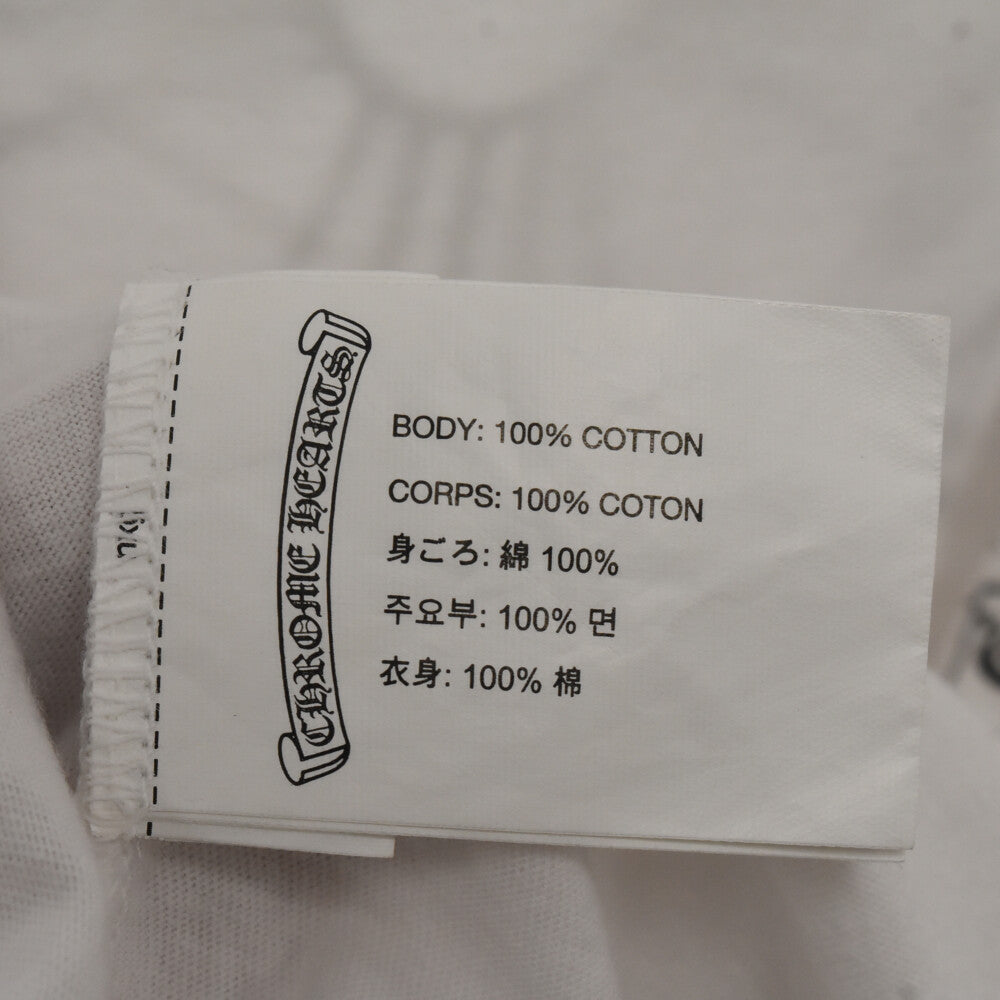 CHROME HEARTS
BODY: 100% COTTON
CORPS: 100% COTON
身ごろ: 綿 100%
주요부: 100% 면
衣身: 100% 棉